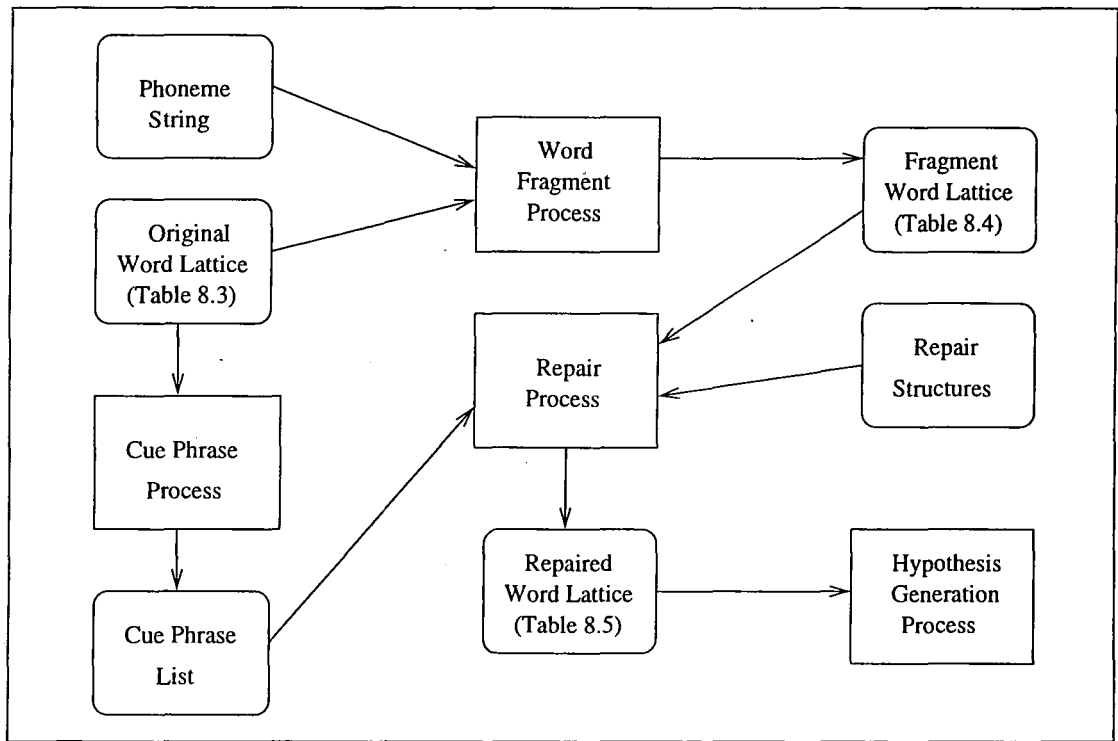 Phoneme
String
Word
Fragment
Process
Fragment
Word Lattice
(Table 8.4)
Original
Word Lattice
(Table 8.3)
Repair
Process
Repair
Structures
Cue Phrase
Process
Cue Phrase
List
Repaired
Word Lattice
(Table 8.5)
Hypothesis
Generation
Process